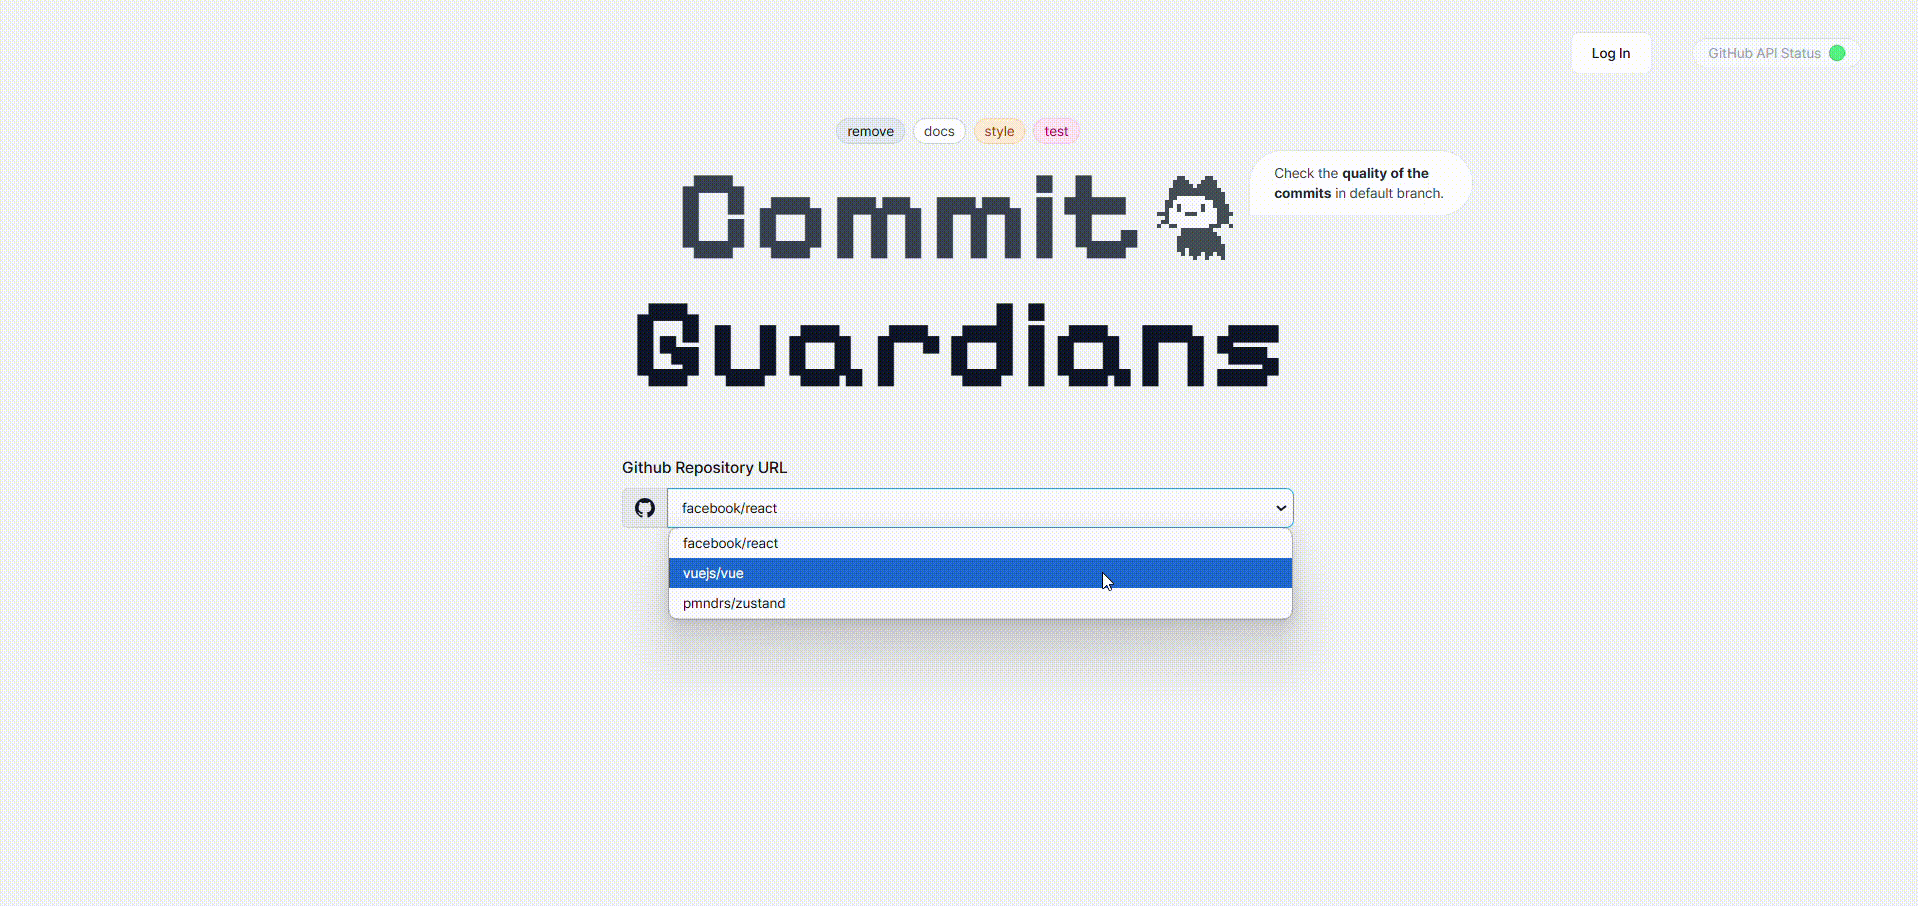 Log In
GitHub API Status
remove docs style test
Check the quality of the
commits in default branch.
Commit
Guardians
Github Repository URL
facebook/react
facebook/react
vuejs/vue
pmndrs/zustand